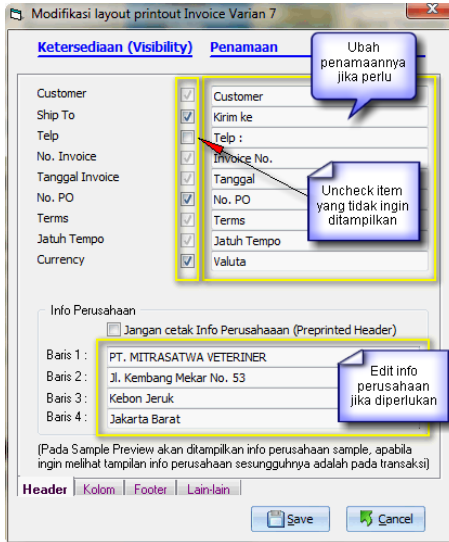 Modifikasi layout printout Invoice Varian 7
Ketersediaan (Visibility) Penamaan
Ubah
penamaannya
jika perlu
Customer Customer
Ship To Kirim ke
Telp Telp :
No. Invoice Invoice No.
Tanggal Invoice Tanggal
No. PO No. PO
Terms Terms
Jatuh Tempo Jatuh Tempo
Currency Valuta
Uncheck item
yang tidak ingin
ditampilkan
Info Perusahaan
Jangan cetak Info Perusahaaan (Preprinted Header)
Baris 1 : PT. MITRASATWA VETERINER
Baris 2 : Jl. Kembang Mekar No. 53
Baris 3 : Kebon Jeruk
Baris 4 : Jakarta Barat
Edit info
perusahaan
jika diperlukan
(Pada Sample Preview akan ditampilkan info perusahaan sample, apabila
ingin melihat tampilan info perusahaan sesungguhnya adalah pada transaksi)
Header Kolom Footer Lain-lain
Save Cancel